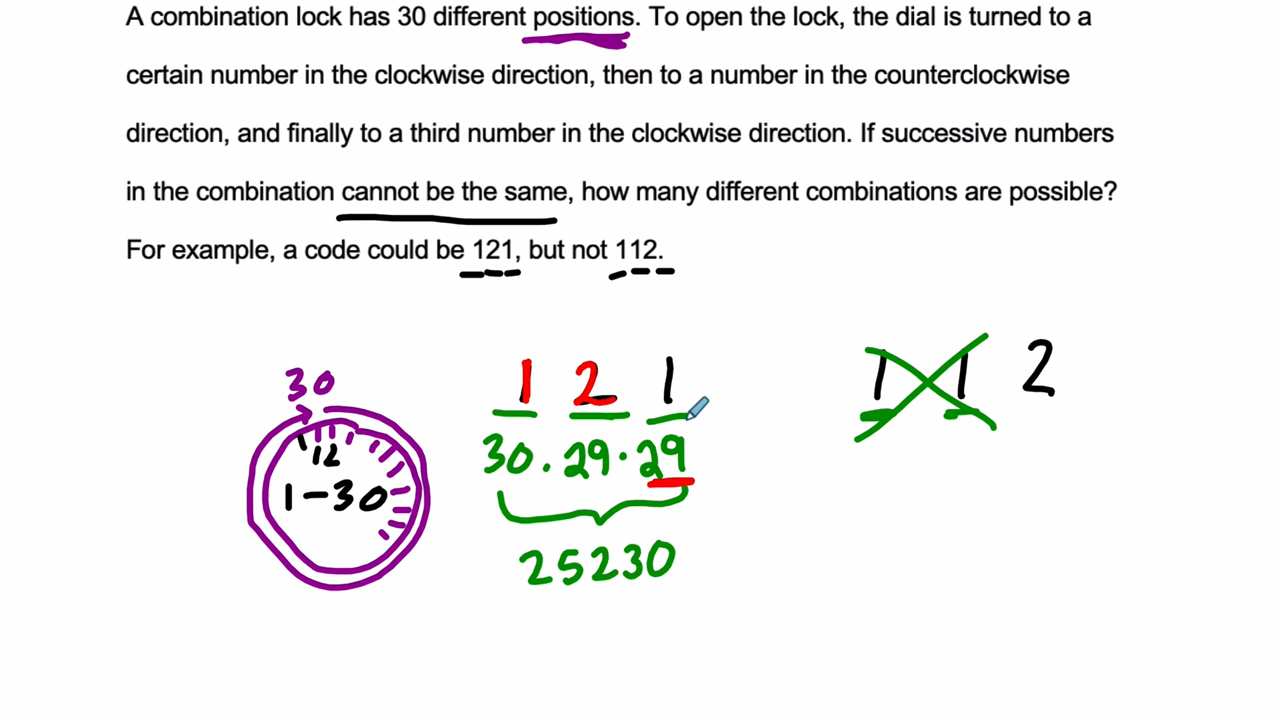 A combination lock has 30 different positions. To open the lock, the dial is turned to a
certain number in the clockwise direction, then to a number in the counterclockwise
direction, and finally to a third number in the clockwise direction. If successive numbers
in the combination cannot be the same, how many different combinations are possible?
For example, a code could be 121, but not 112.
30
12
1-30
1 2 1
30 . 29 . 29
25230
1 1 2